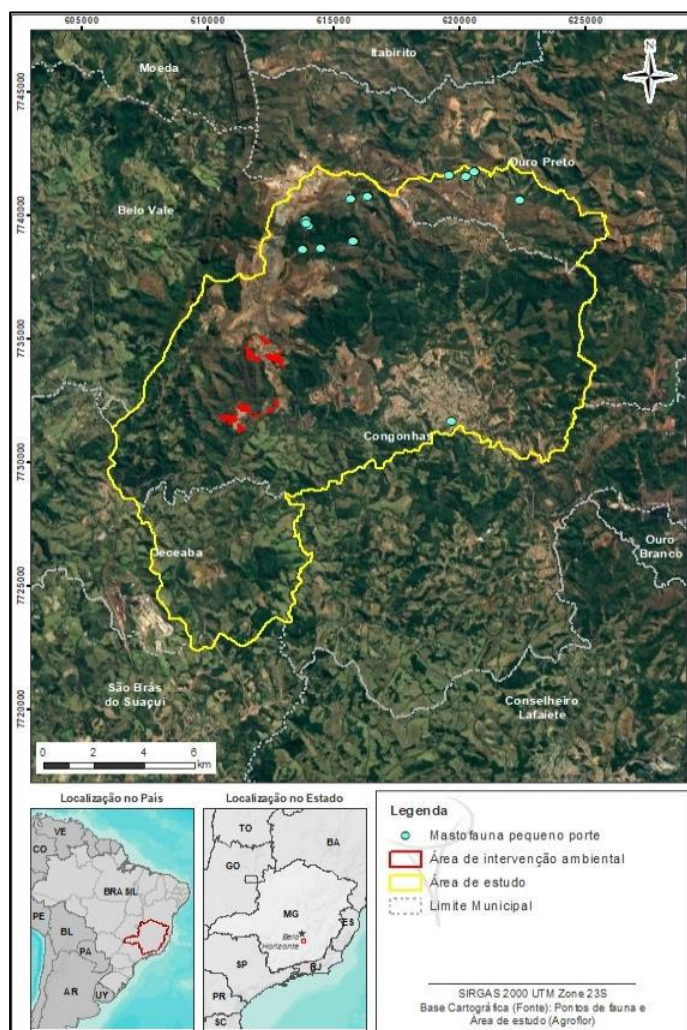 605000 610000 615000 620000 625000
Itabirito
Moeda
N
7745000
Ouro Preto
Belo Vale
7740000
7735000
Congonhas
7730000
Ouro
Branco
Jeceaba
7725000
São Brás
do Suaçuí
Conselheiro
Lafaiete
7720000
0 2 4 6
km
Localização no País
VE
CO
BRASIL
PE
BL
PA
AR
UY
Localização no Estado
TO
BA
GO
MG
ES
Belo
Horizonte
SP
RJ
PR
SC
Legenda
Mastofauna pequeno porte
Área de intervenção ambiental
Área de estudo
Limite Municipal
SIRGAS 2000 UTM Zone 23S
Base Cartográfica (Fonte): Pontos de fauna e
Área de estudo (Agroflor)